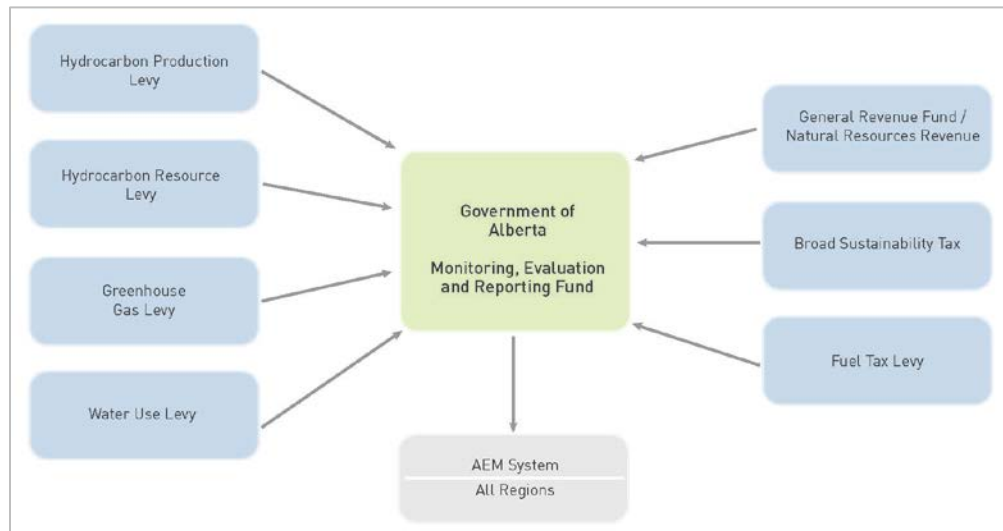 Hydrocarbon Production
Levy
Hydrocarbon Resource
Levy
Greenhouse
Gas Levy
Water Use Levy
Government of
Alberta
Monitoring, Evaluation
and Reporting Fund
AEM System
All Regions
General Revenue Fund /
Natural Resources Revenue
Broad Sustainability Tax
Fuel Tax Levy